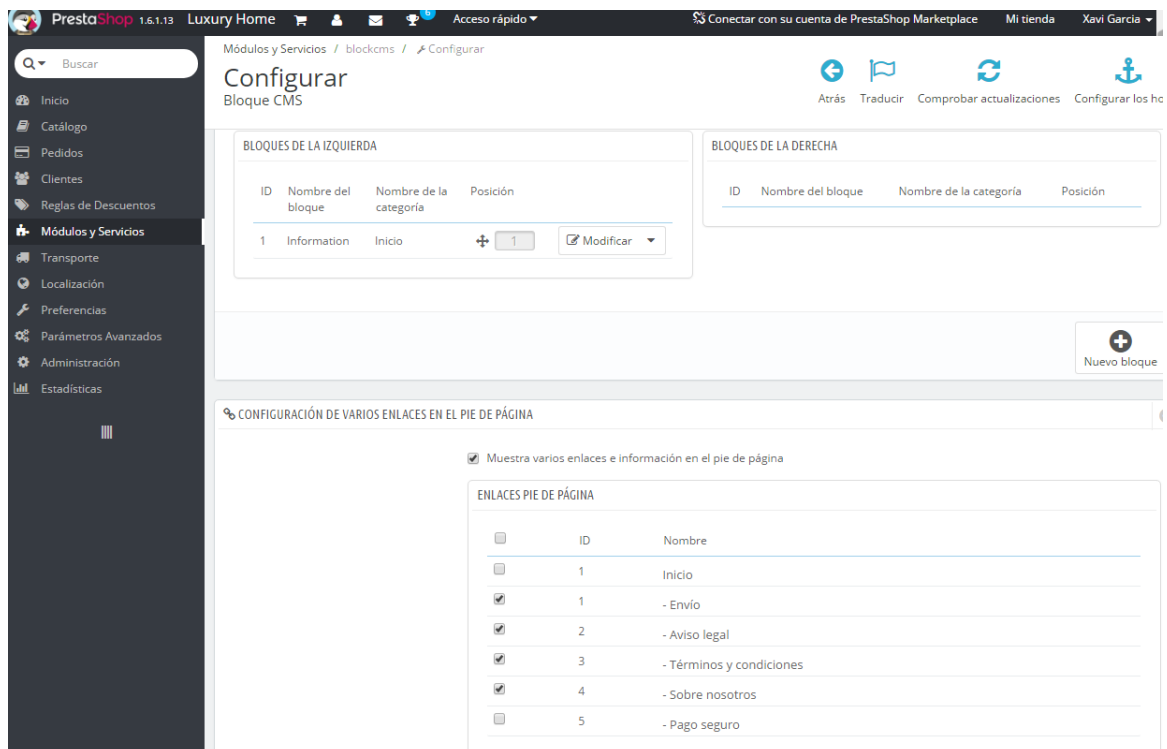 PrestaShop 1.6.1.13 Luxury Home 6 Acceso rápido Conectar con su cuenta de PrestaShop Marketplace Mi tienda Xavi Garcia
Buscar
Inicio
Catálogo
Pedidos
Clientes
Reglas de Descuentos
Módulos y Servicios
Transporte
Localización
Preferencias
Parámetros Avanzados
Administración
Estadísticas
Módulos y Servicios / blockcms / Configurar
Configurar
Bloque CMS
Atrás Traducir Comprobar actualizaciones Configurar los ho
BLOQUES DE LA IZQUIERDA
ID Nombre del bloque Nombre de la categoría Posición
1 Information Inicio 1 Modificar
BLOQUES DE LA DERECHA
ID Nombre del bloque Nombre de la categoría Posición
Nuevo bloque
CONFIGURACIÓN DE VARIOS ENLACES EN EL PIE DE PÁGINA
Muestra varios enlaces e información en el pie de página
ENLACES PIE DE PÁGINA
ID Nombre
1 Inicio
1 - Envío
2 - Aviso legal
3 - Términos y condiciones
4 - Sobre nosotros
5 - Pago seguro